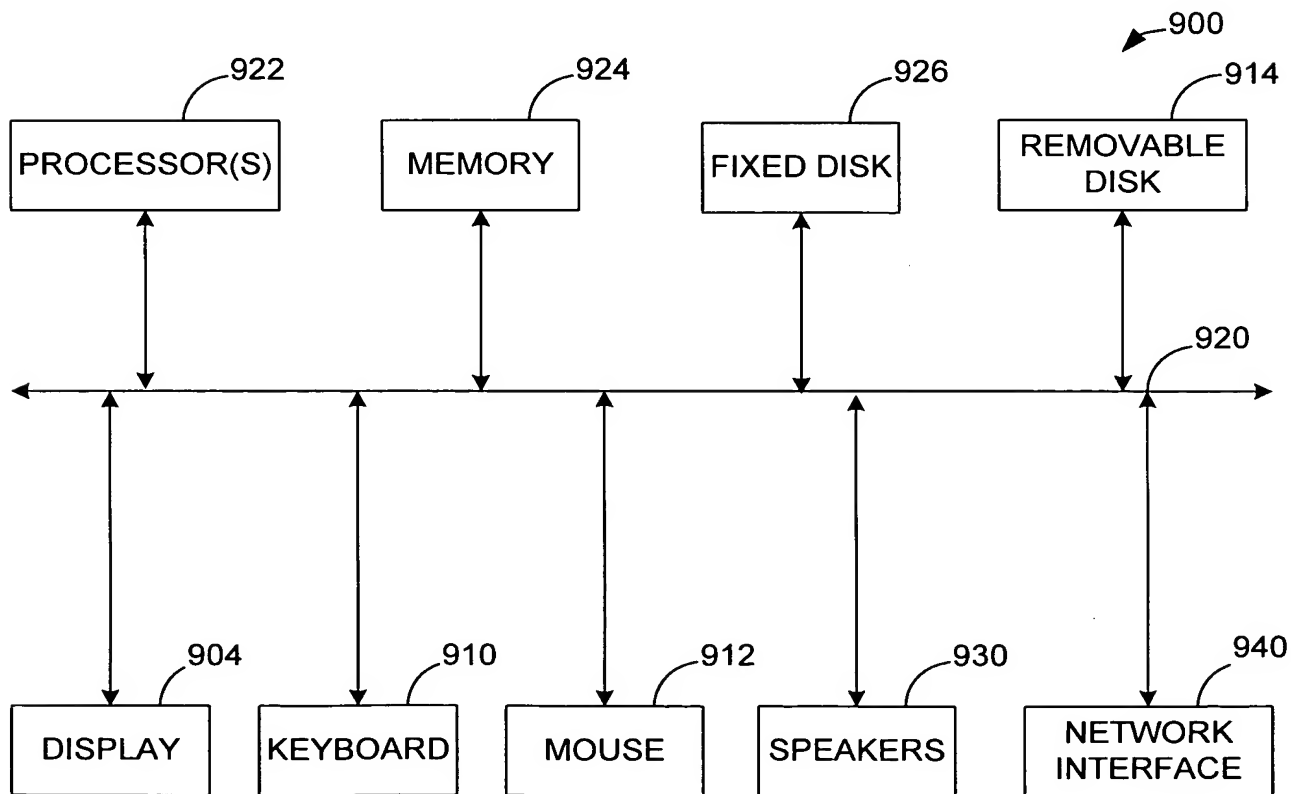 900
922
924
926
914
PROCESSOR(S)
MEMORY
FIXED DISK
REMOVABLE
DISK
920
904
910
912
930
940
DISPLAY
KEYBOARD
MOUSE
SPEAKERS
NETWORK
INTERFACE